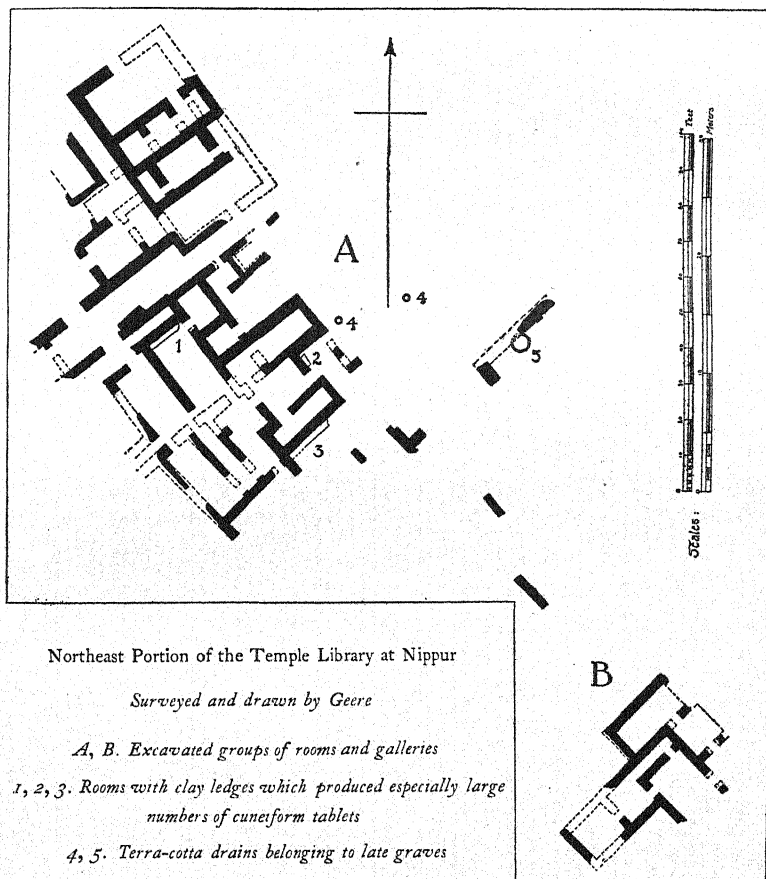 A
4
4
1
2
5
3
Feet
Meters
Scales:
B
Northeast Portion of the Temple Library at Nippur
Surveyed and drawn by Geere
A, B. Excavated groups of rooms and galleries
1, 2, 3. Rooms with clay ledges which produced especially large
numbers of cuneiform tablets
4, 5. Terra-cotta drains belonging to late graves